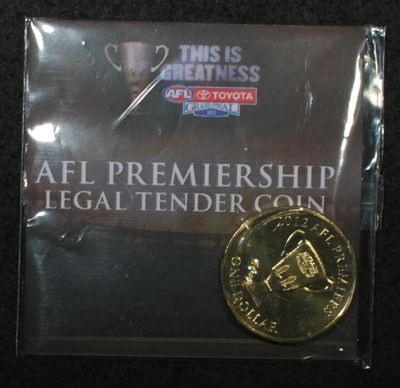 THIS IS
GREATNESS
AFL TOYOTA
GRAND FINAL
AFL PREMIERSHIP
LEGAL TENDER COIN
2012 AFL PREMIERS
ONE DOLLAR